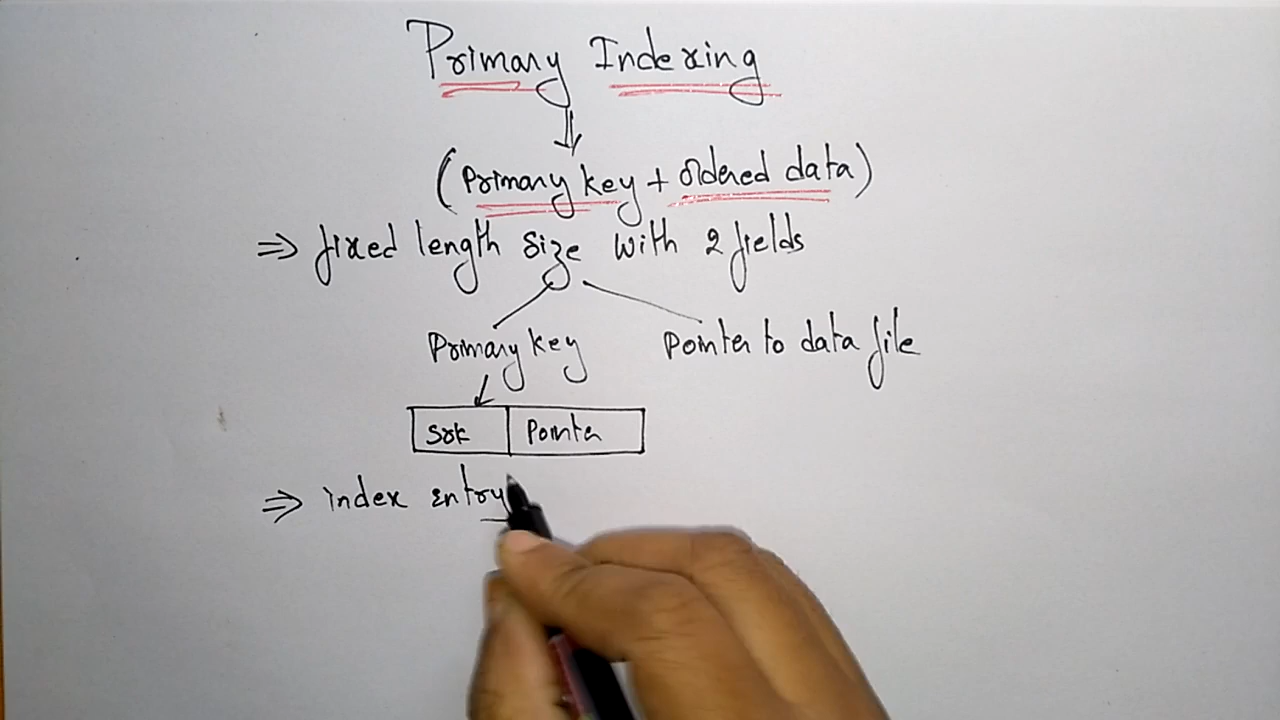 Primary Indexing
(Primary key + ordered data)
⇒ fixed length size with 2 fields
Primary key pointer to data file
Srk Pointer
⇒ index entry